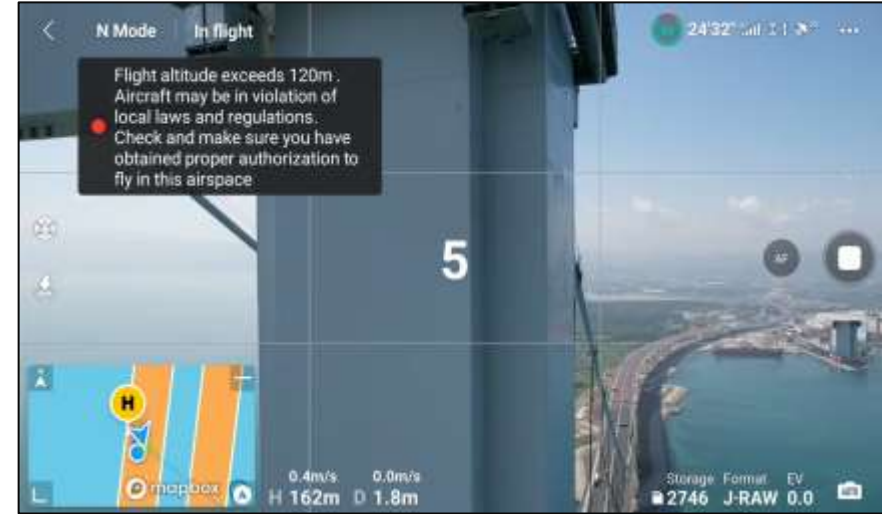 N Mode In flight 24'32"
Flight altitude exceeds 120m .
Aircraft may be in violation of
local laws and regulations.
Check and make sure you have
obtained proper authorization to
fly in this airspace
5
AF
H
mapbox
0.4m/s 0.0m/s
H 162m D 1.8m
Storage Format EV
2746 J-RAW 0.0